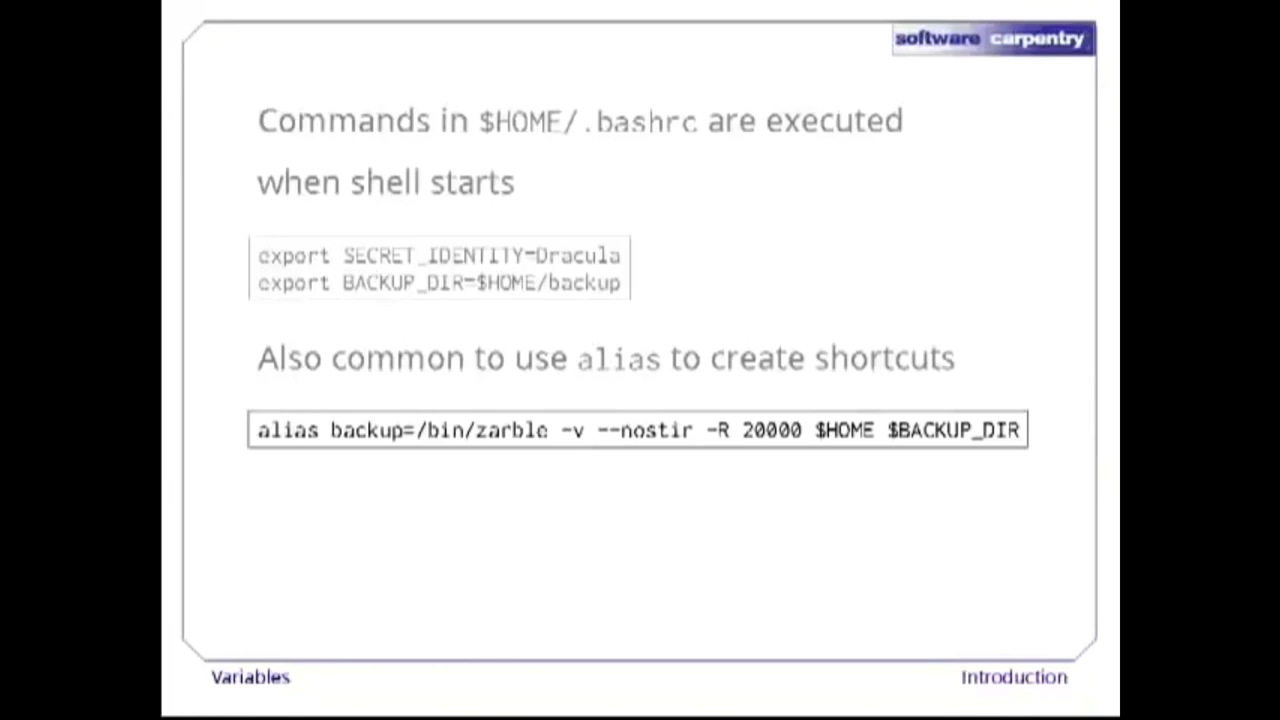 software carpentry
Commands in $HOME/.bashrc are executed
when shell starts
export SECRET_IDENTITY=Dracula
export BACKUP_DIR=$HOME/backup
Also common to use alias to create shortcuts
alias backup=/bin/zarble -v --nostir -R 20000 $HOME $BACKUP_DIR
Variables
Introduction